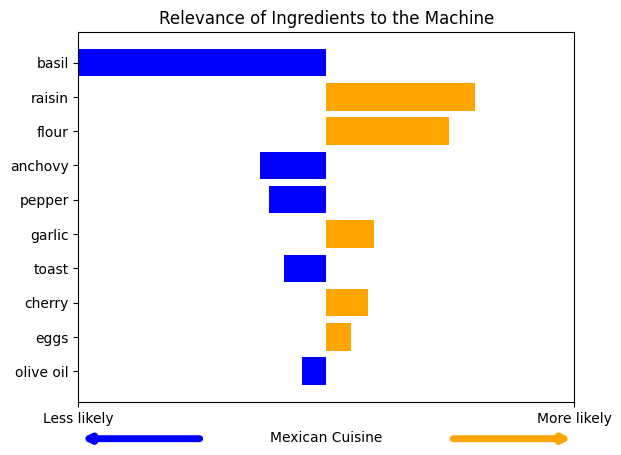 Relevance of Ingredients to the Machine
basil
raisin
flour
anchovy
pepper
garlic
toast
cherry
eggs
olive oil
Less likely
More likely
Mexican Cuisine